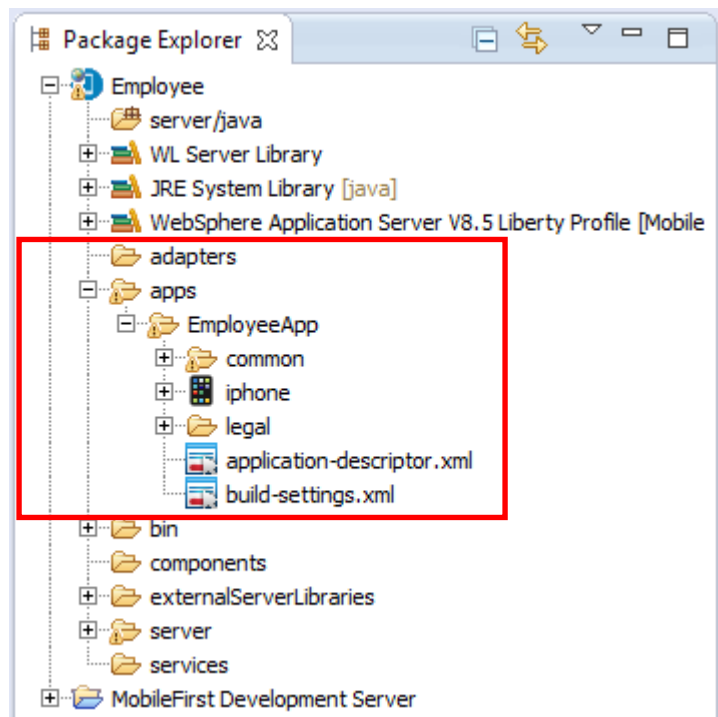 Package Explorer
Employee
server/java
WL Server Library
JRE System Library [java]
WebSphere Application Server V8.5 Liberty Profile [Mobile
adapters
apps
EmployeeApp
common
iphone
legal
application-descriptor.xml
build-settings.xml
bin
components
externalServerLibraries
server
services
MobileFirst Development Server